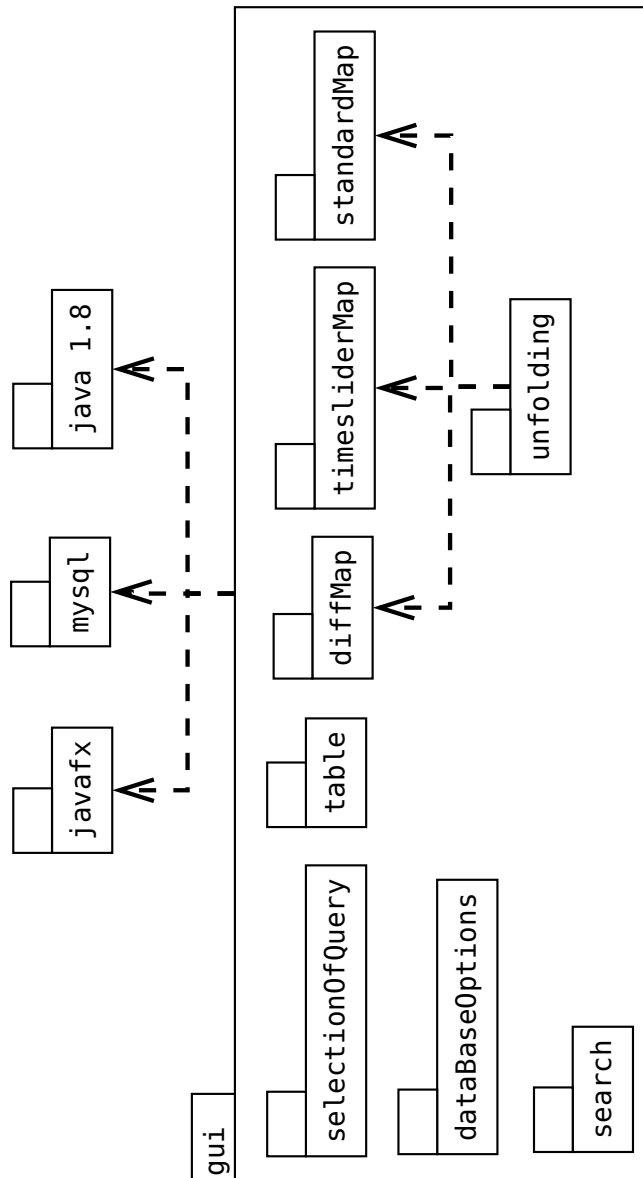 javafx
mysql
java 1.8
gui
selectionOfQuery
table
diffMap
timesliderMap
standardMap
dataBaseOptions
unfolding
search